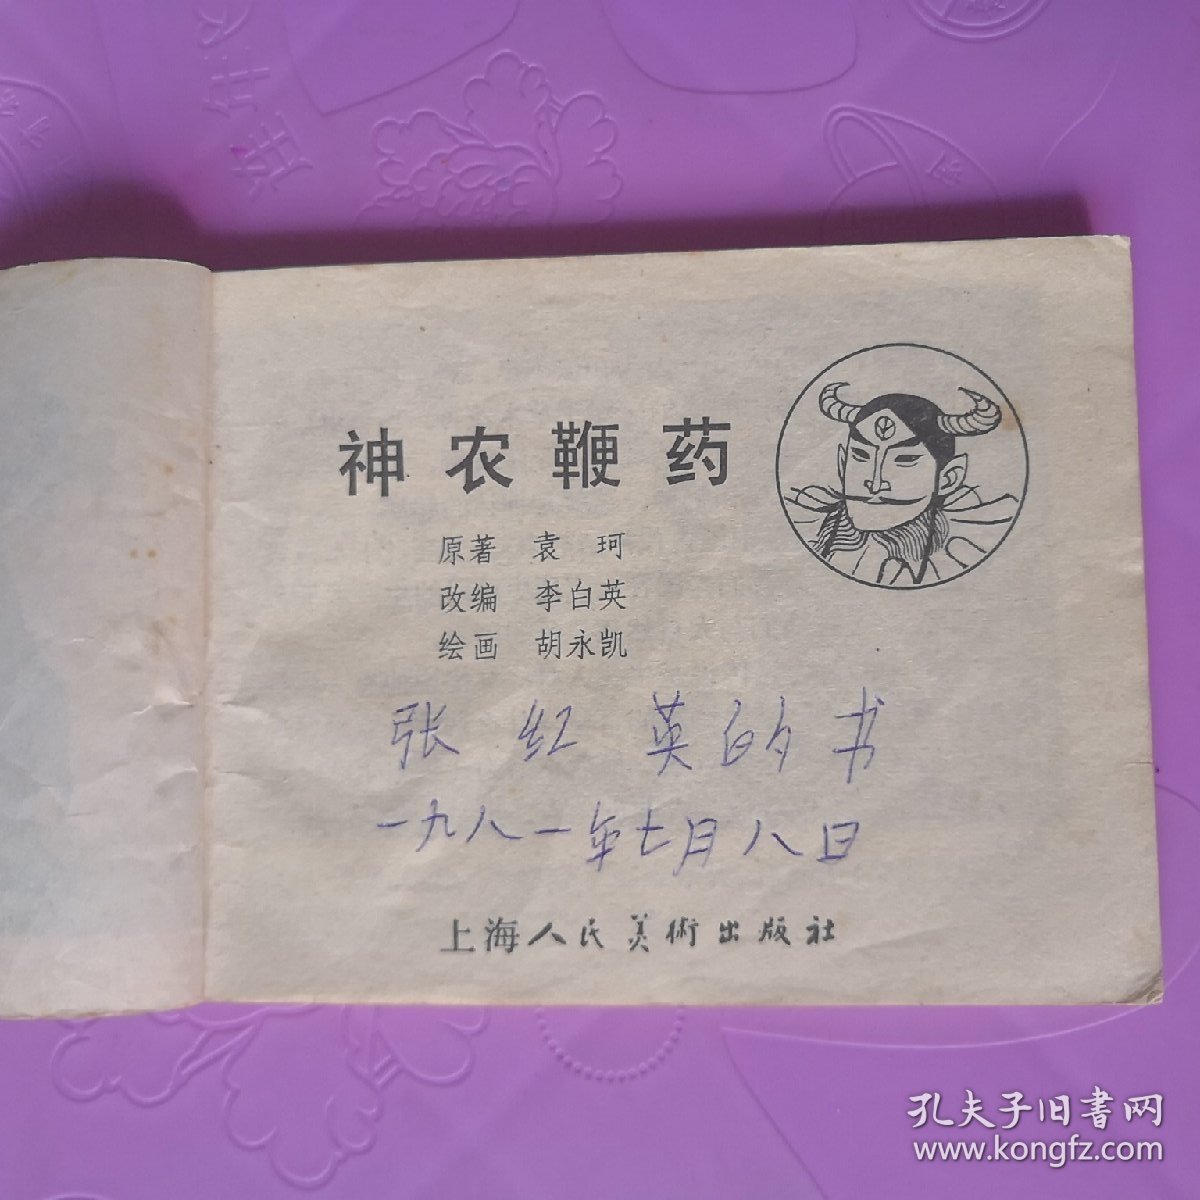 神农鞭药
原著 袁珂
改编 李白英
绘画 胡永凯
张红英的书
一九八一年七月八日
上海人民美術出版社
孔夫子旧書网
www.kongfz.com